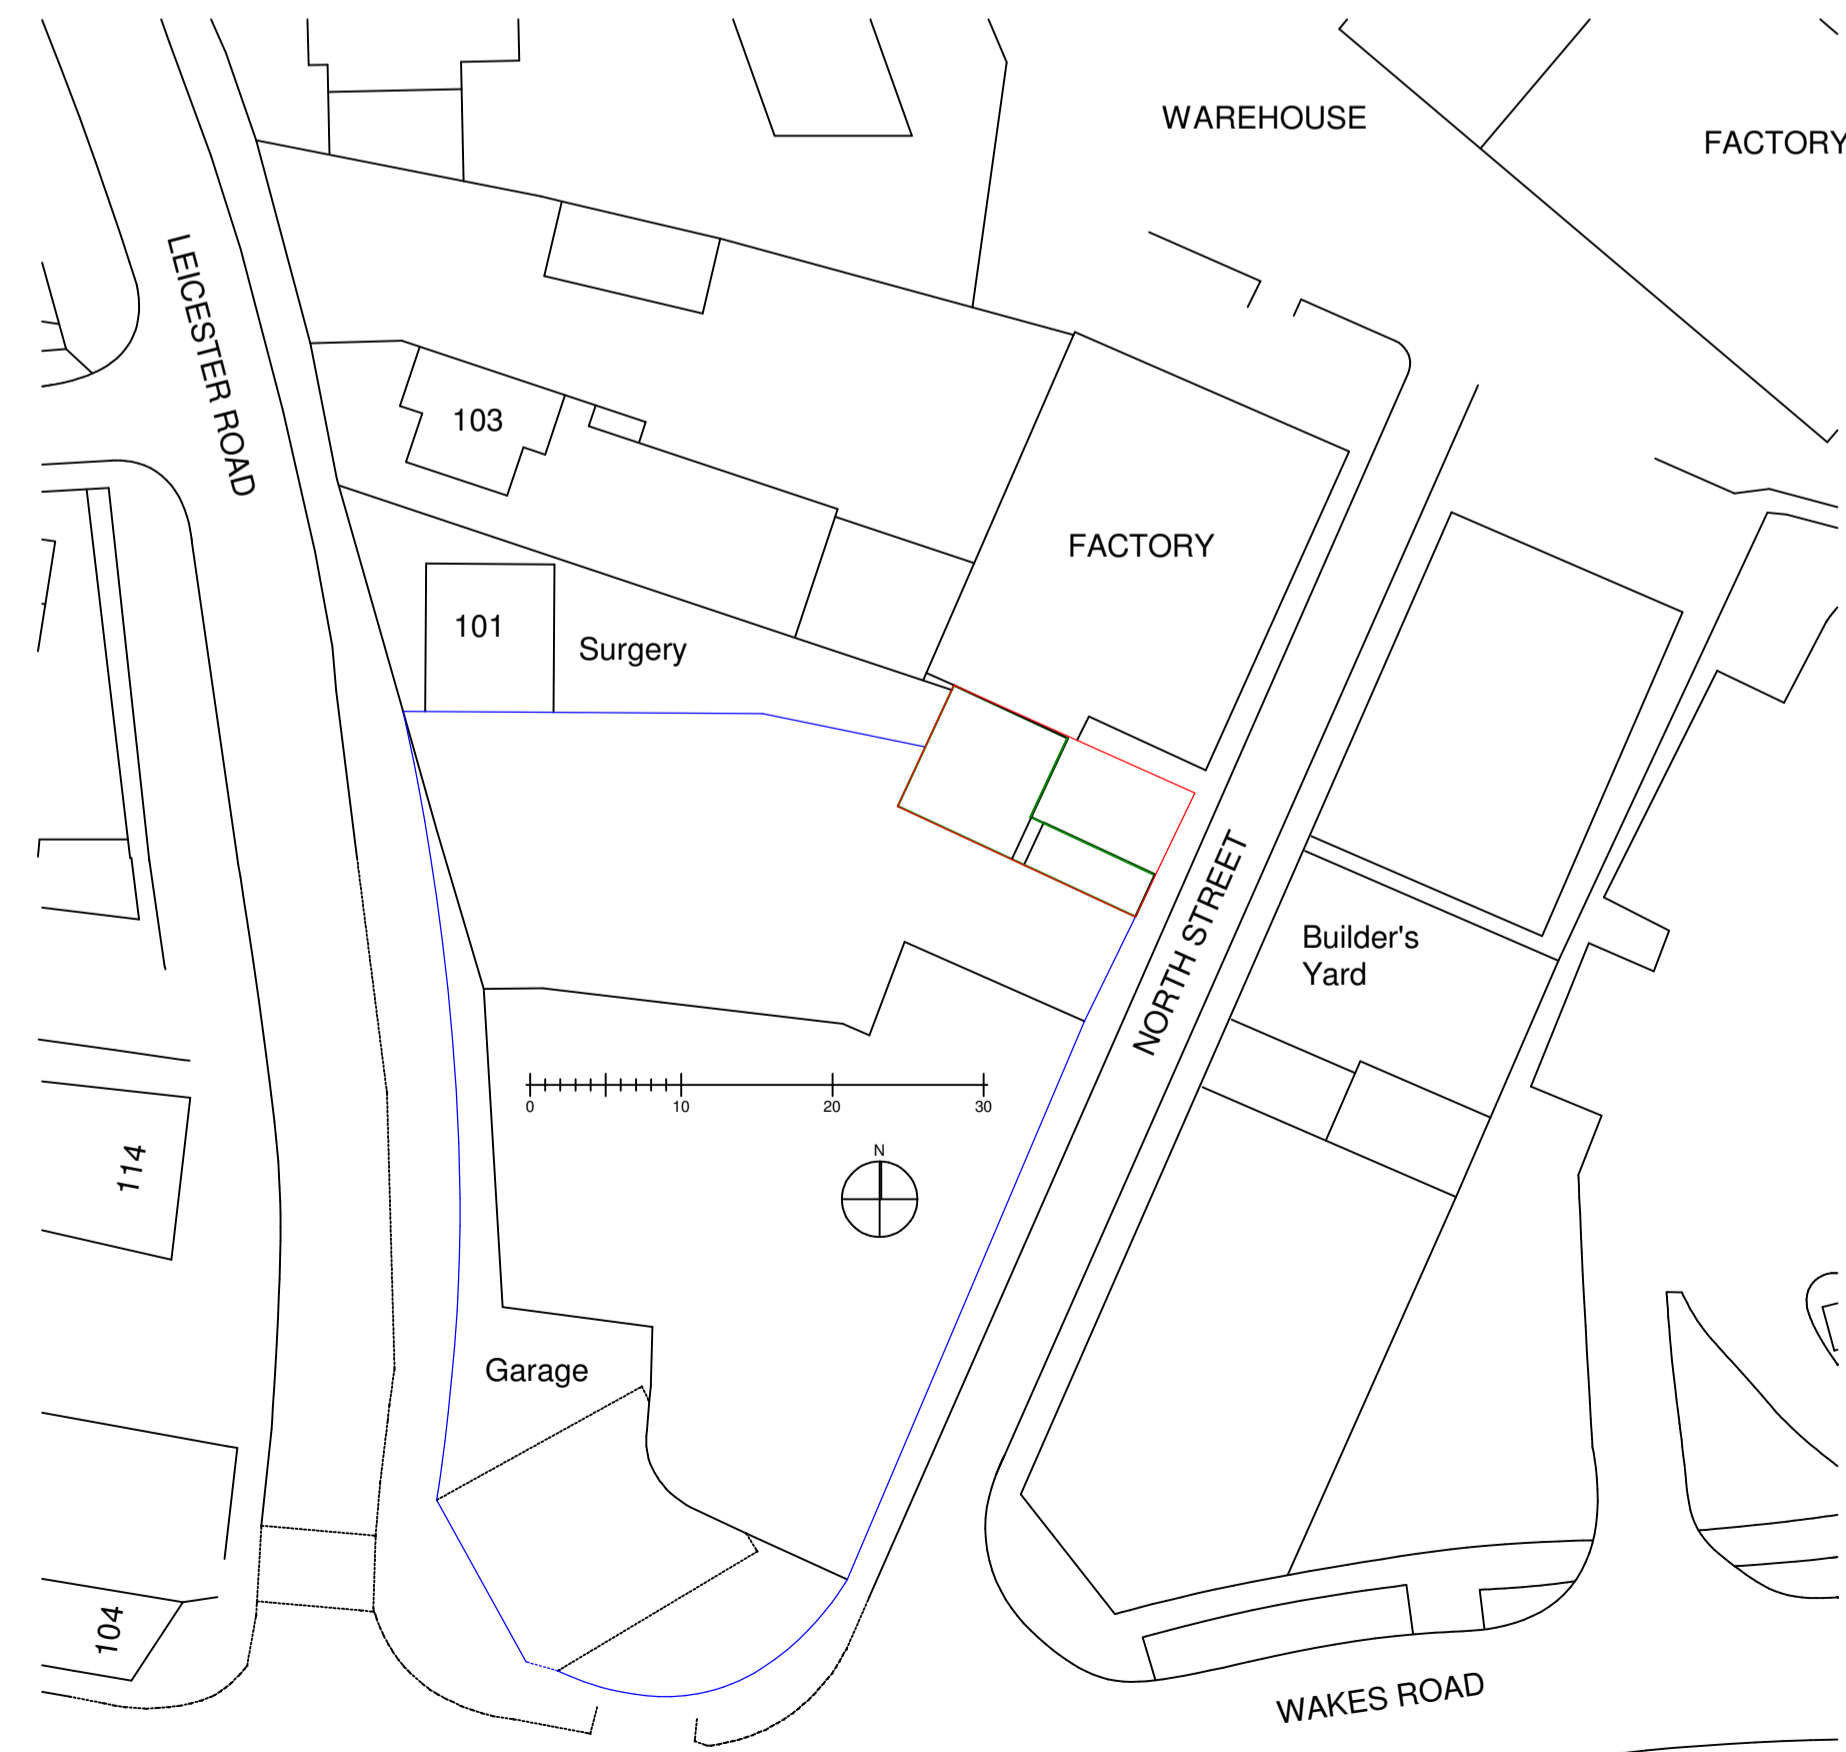 WAREHOUSE
FACTORY
LEICESTER ROAD
103
FACTORY
101
Surgery
NORTH STREET
Builder's
Yard
0 10 20 30
N
114
Garage
104
WAKES ROAD